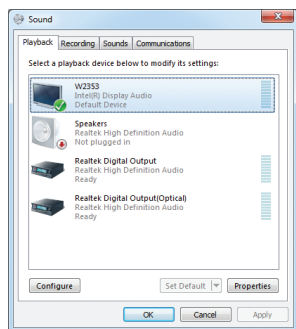 Sound
Playback Recording Sounds Communications
Select a playback device below to modify its settings:
W2353
Intel(R) Display Audio
Default Device
Speakers
Realtek High Definition Audio
Not plugged in
Realtek Digital Output
Realtek High Definition Audio
Ready
Realtek Digital Output(Optical)
Realtek High Definition Audio
Ready
Configure Set Default Properties
OK Cancel Apply